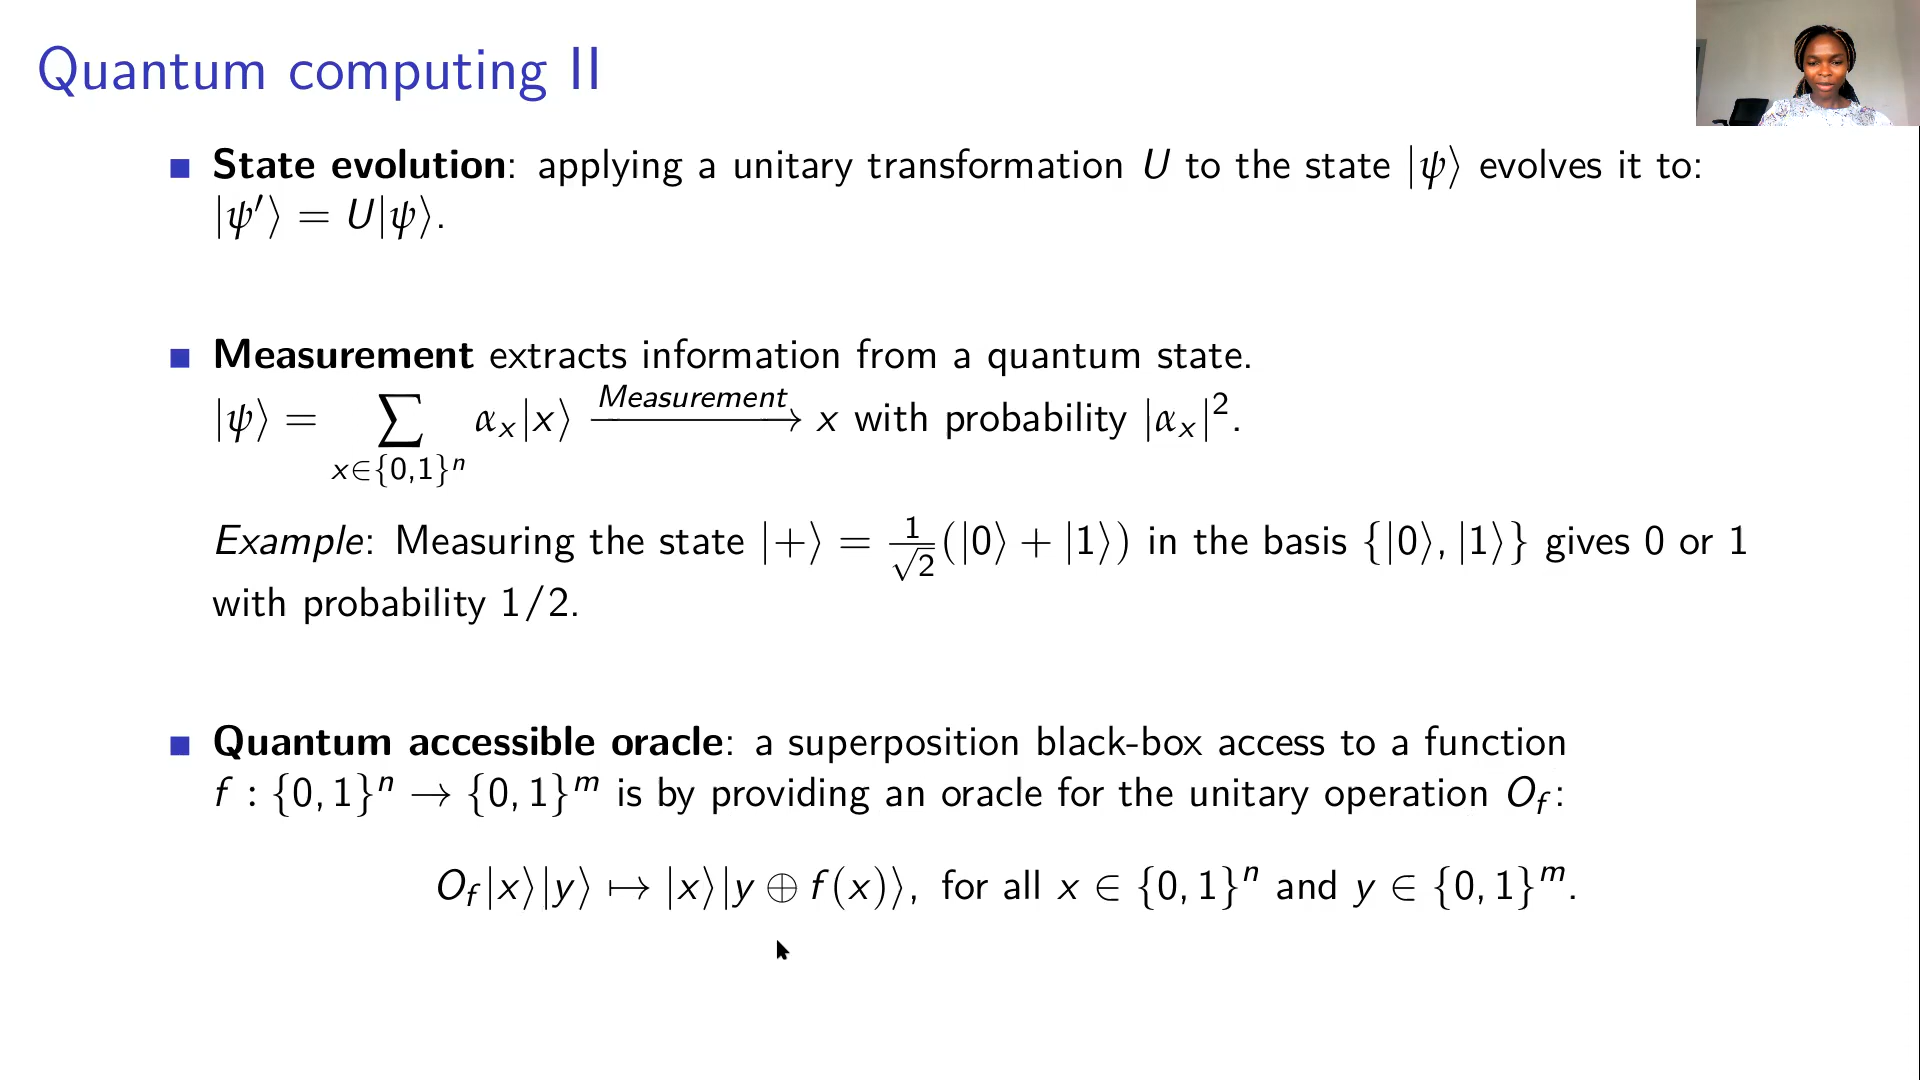 Quantum computing II
■ State evolution: applying a unitary transformation U to the state |ψ⟩ evolves it to:
|ψ′⟩ = U|ψ⟩.
■ Measurement extracts information from a quantum state.
|ψ⟩ = ∑_{x∈{0,1}^n} α_x|x⟩ —Measurement→ x with probability |α_x|².
Example: Measuring the state |+⟩ = 1/√2(|0⟩ + |1⟩) in the basis {|0⟩, |1⟩} gives 0 or 1
with probability 1/2.
■ Quantum accessible oracle: a superposition black-box access to a function
f : {0, 1}^n → {0, 1}^m is by providing an oracle for the unitary operation O_f:
O_f|x⟩|y⟩ ↦ |x⟩|y ⊕ f(x)⟩, for all x ∈ {0, 1}^n and y ∈ {0, 1}^m.